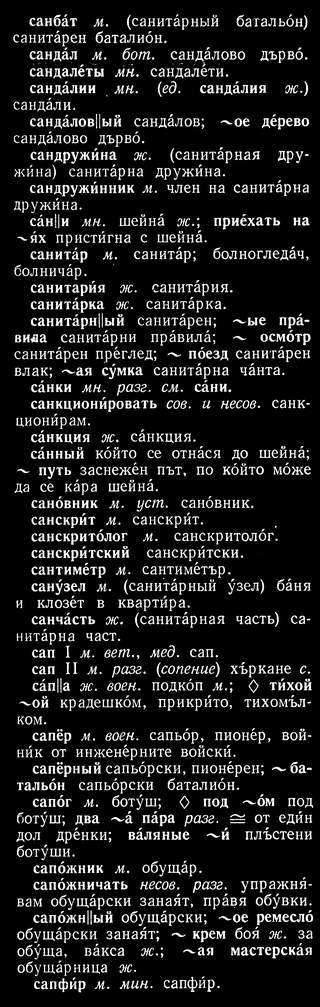 санба́т м. (санита́рный батальо́н)
санита́рен баталио́н.
санда́л м. бот. санда́лово дърво́.
сандале́ты мн. сандале́ти.
санда́лии мн. (ед. санда́лия ж.)
санда́ли.
санда́лов||ый санда́лов; ~ое де́рево
санда́лово дърво́.
сандружи́на ж. (санита́рная дру-
жи́на) санита́рна дружи́на.
сандружи́нник м. член на санита́рна
дружи́на.
са́н||и мн. шейна́ ж.; прие́хать на
~я́х присти́гна с шейна́.
санита́р м. санита́р; болногледа́ч,
болнича́р.
санитари́я ж. санита́рия.
санита́рка ж. санита́рка.
санита́рн||ый санита́рен; ~ые пра́-
вила санита́рни пра́вила; ~ осмо́тр
санита́рен пре́глед; ~ по́езд санита́рен
влак; ~ая су́мка санита́рна ча́нта.
са́нки мн. разг. см. са́ни.
санкциони́ровать сов. и несов. санк-
циони́рам.
са́нкция ж. са́нкция.
са́нный ко́йто се отна́ся до шейна́;
~ путь заснеже́н път, по ко́йто мо́же
да се ка́ра шейна́.
сано́вник м. уст. сано́вник.
санскри́т м. санскри́т.
санскрито́лог м. санскритоло́г.
санскри́тский санскри́тски.
сантиме́тр м. сантиме́тър.
сану́зел м. (санита́рный у́зел) ба́ня
и клозе́т в кварти́ра.
санча́сть ж. (санита́рная часть) са-
нита́рна част.
сап I м. вет., мед. сап.
сап II м. разг. (сопение) хъ́ркане с.
са́п||а ж. воен. подко́п м.; ◊ ти́хой
~ой крадешко́м, прикри́то, тихомъ́л-
ком.
сапёр м. воен. сапьо́р, пионе́р, вой-
ни́к от инжене́рните войски́.
сапёрный сапьо́рски, пионе́рен; ~ ба-
тальо́н сапьо́рски баталио́н.
сапо́г м. боту́ш; ◊ под ~о́м под
боту́ш; два ~а́ па́ра разг. ≅ от еди́н
дол дре́нки; ва́ляные ~и́ плъ́стени
боту́ши.
сапо́жник м. обуща́р.
сапо́жничать несов. разг. упражня́-
вам обуща́рски зана́ят, пра́вя обу́вки.
сапо́жн||ый обуща́рски; ~ое ремесло́
обуща́рски зана́ят; ~ крем боя́ ж. за
обу́ща, ва́кса ж.; ~ая мастерска́я
обуща́рница ж.
сапфи́р м. мин. сапфи́р.